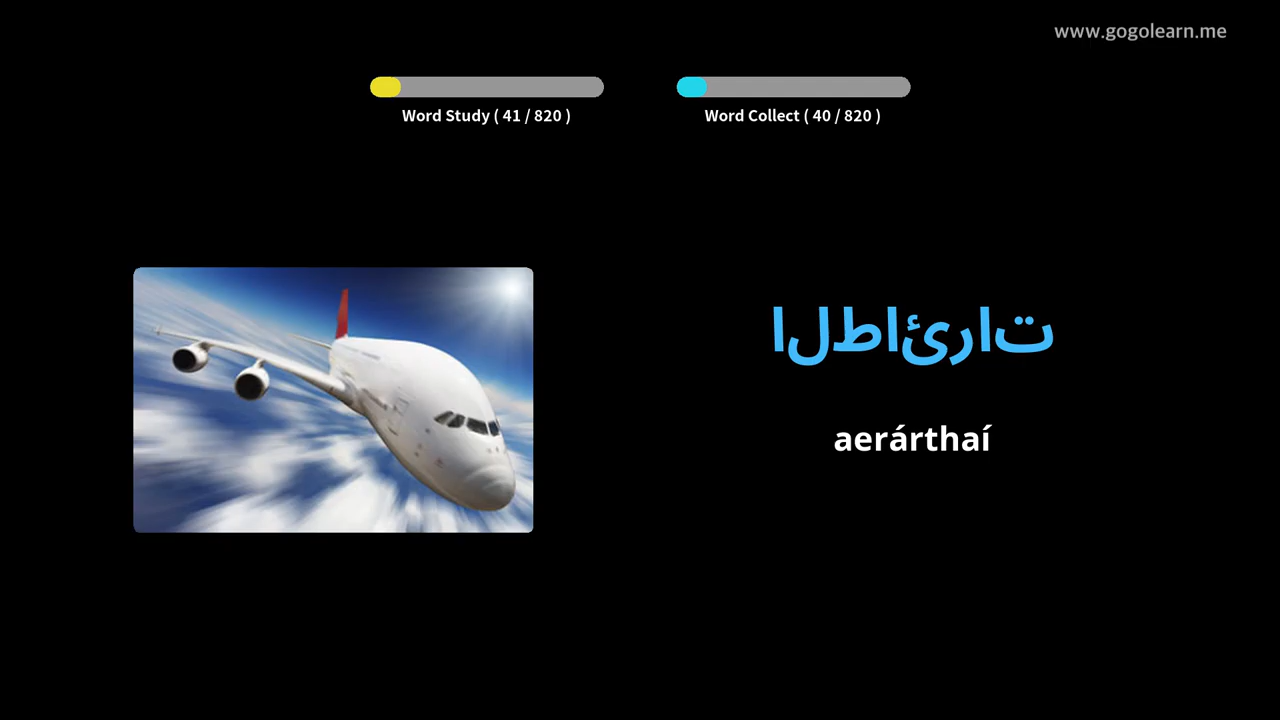 www.gogolearn.me
Word Study ( 41 / 820 )
Word Collect ( 40 / 820 )
الطائرات
aerárthaí